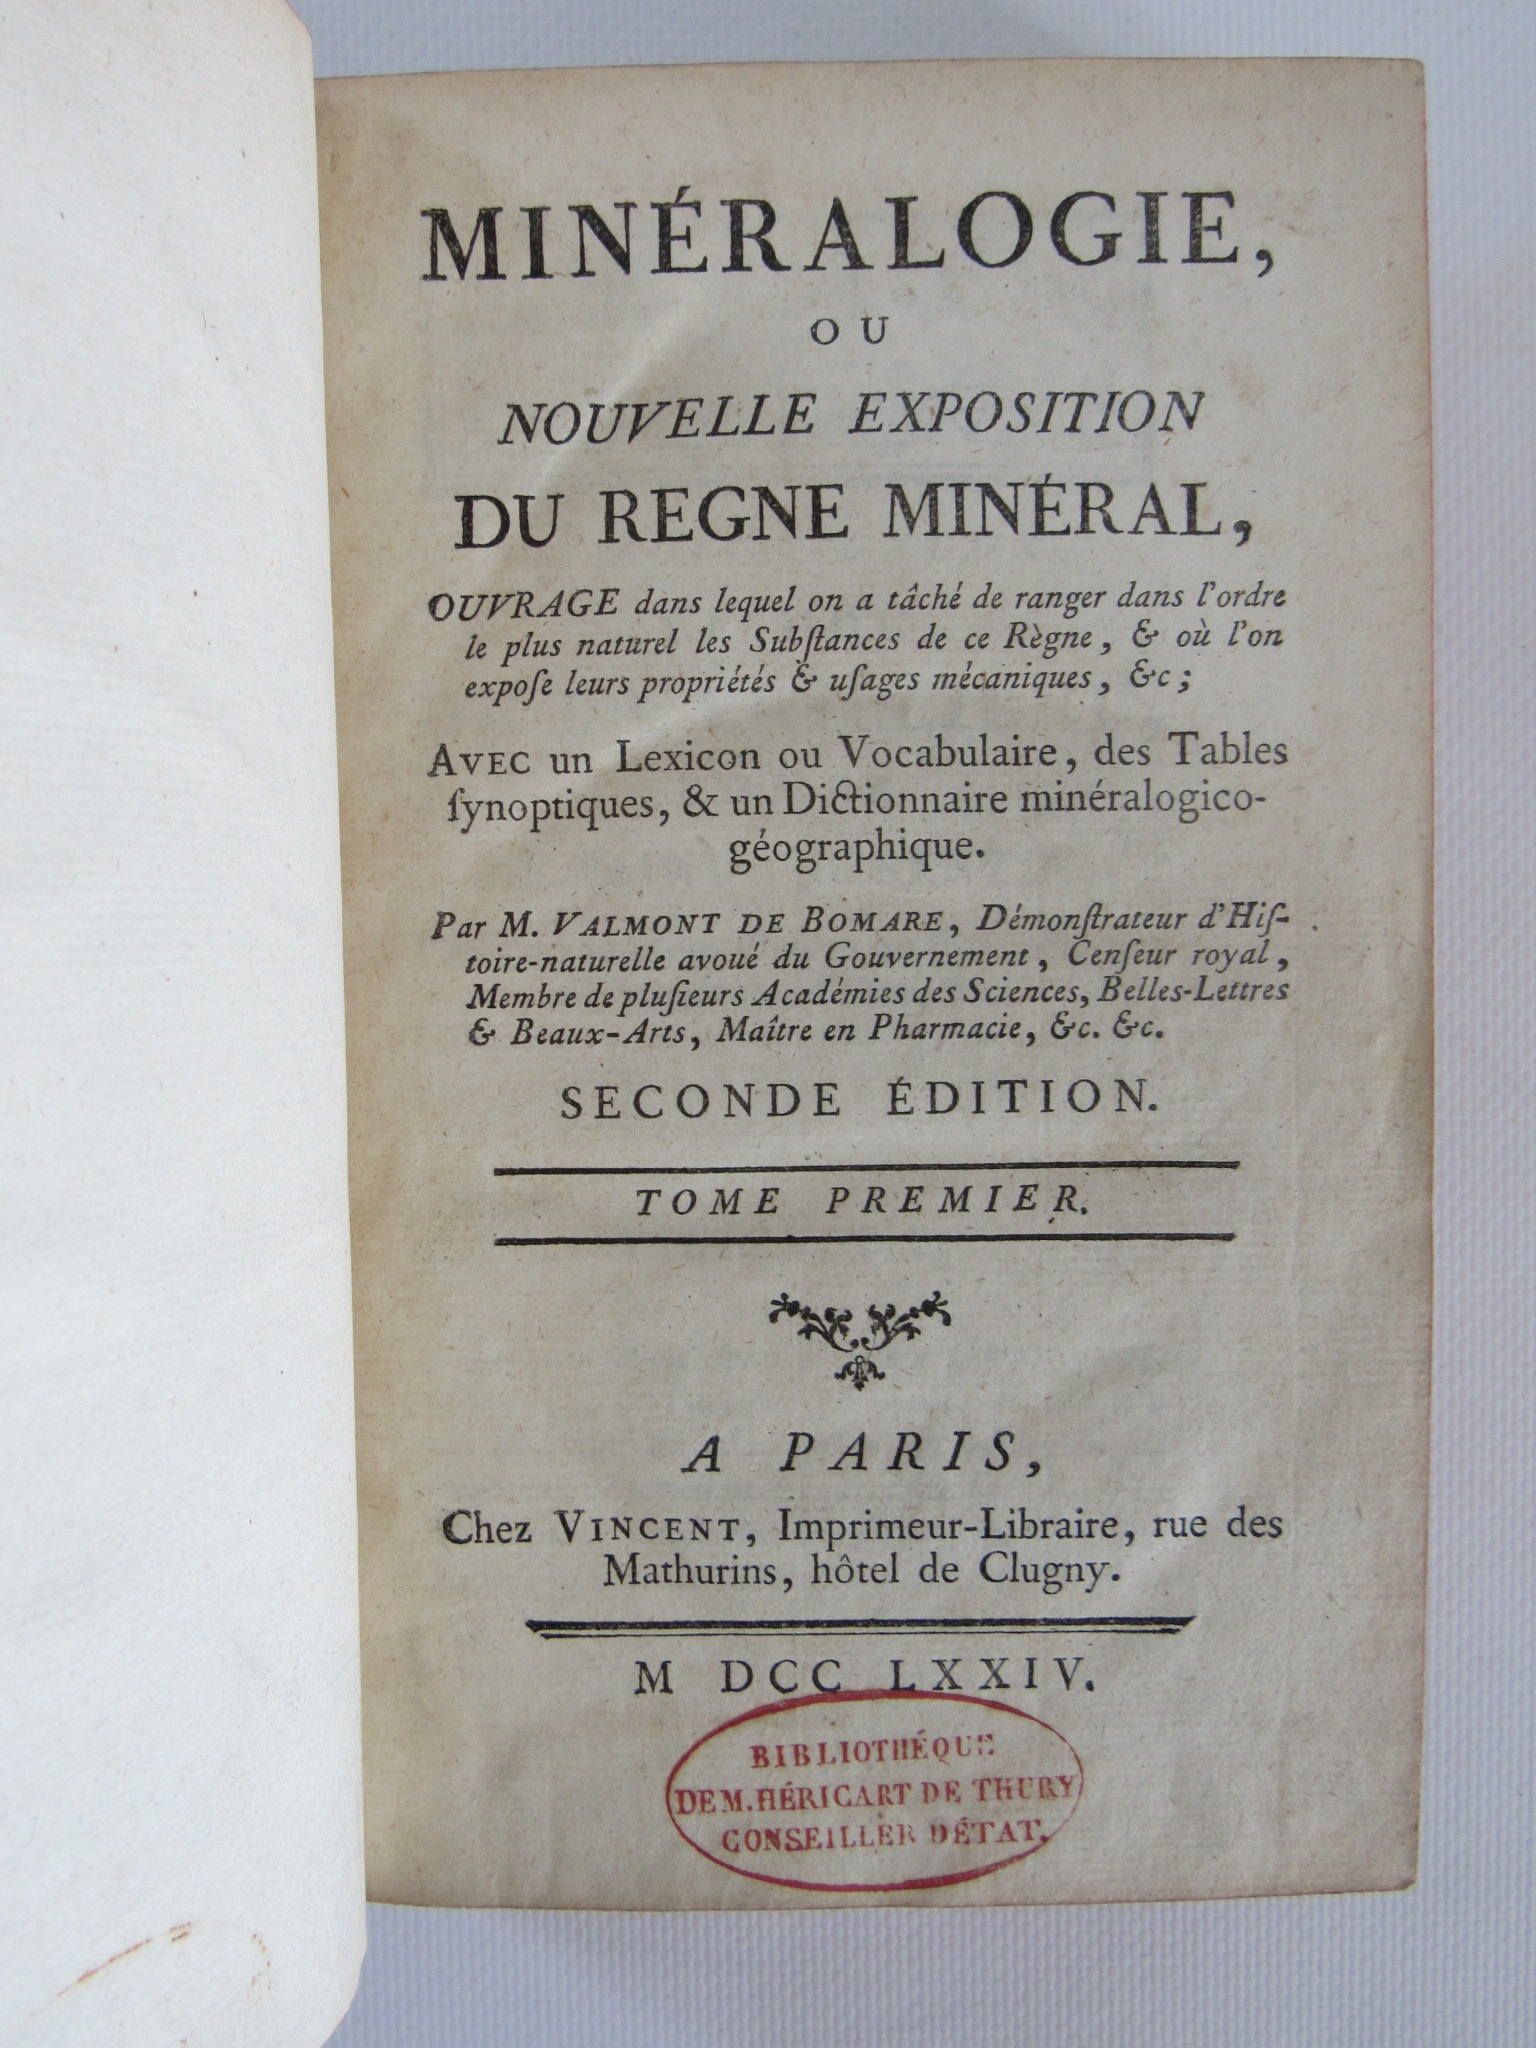 MINÉRALOGIE,
OU
NOUVELLE EXPOSITION
DU REGNE MINÉRAL,
OUVRAGE dans lequel on a tâché de ranger dans l'ordre
le plus naturel les Subſtances de ce Règne, & où l'on
expoſe leurs propriétés & uſages mécaniques, &c;
AVEC un Lexicon ou Vocabulaire, des Tables
ſynoptiques, & un Dictionnaire minéralogico-
géographique.
Par M. VALMONT DE BOMARE, Démonſtrateur d'Hiſ-
toire-naturelle avoué du Gouvernement, Cenſeur royal,
Membre de pluſieurs Académies des Sciences, Belles-Lettres
& Beaux-Arts, Maître en Pharmacie, &c. &c.
SECONDE ÉDITION.
TOME PREMIER.
A PARIS,
Chez VINCENT, Imprimeur-Libraire, rue des
Mathurins, hôtel de Clugny.
M DCC LXXIV.
BIBLIOTHÉQUE
DE M. HÉRICART DE THURY
CONSEILLER D'ÉTAT.